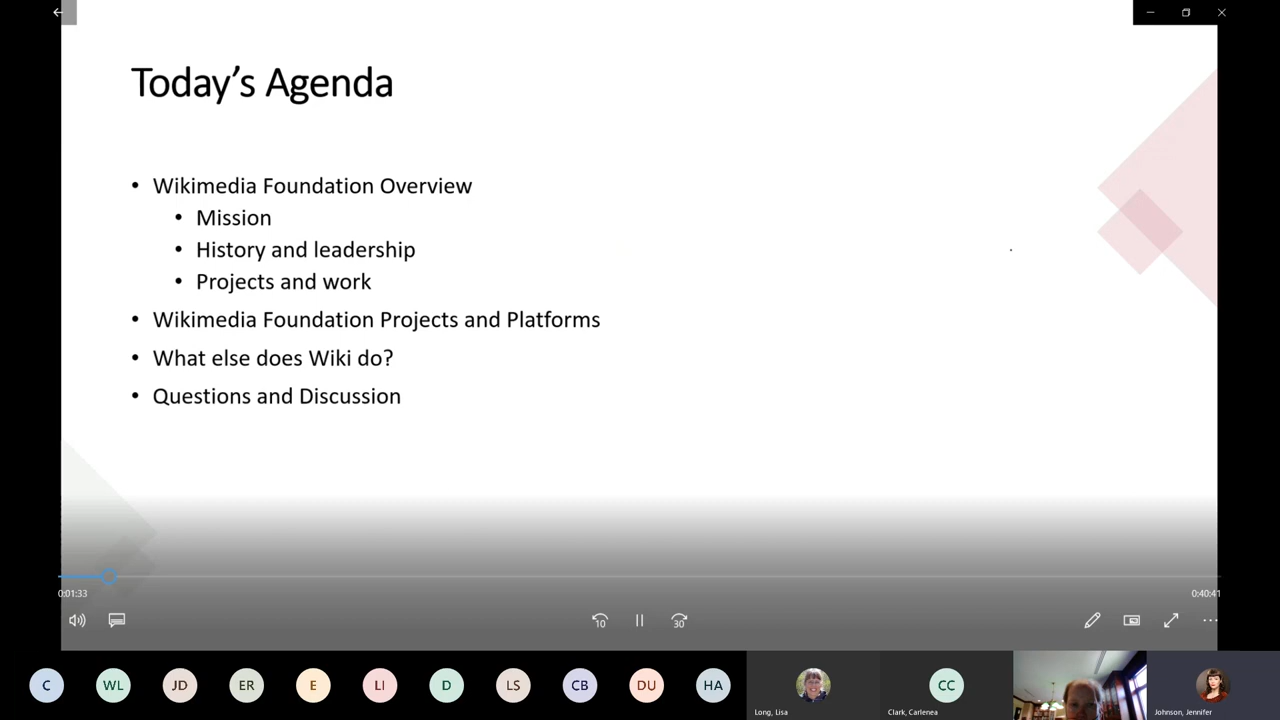 Today's Agenda
• Wikimedia Foundation Overview
• Mission
• History and leadership
• Projects and work
• Wikimedia Foundation Projects and Platforms
• What else does Wiki do?
• Questions and Discussion
0:01:33
0:40:41
10
30
C
WL
JD
ER
E
LI
D
LS
CB
DU
HA
CC
Long, Lisa
Clark, Carlenea
Johnson, Jennifer